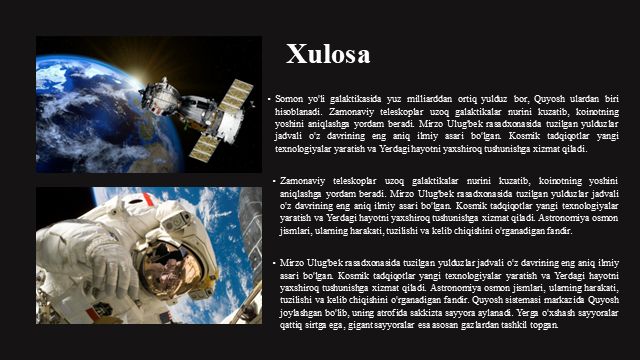 Xulosa
• Somon yo'li galaktikasida yuz milliarddan ortiq yulduz bor, Quyosh ulardan biri
hisoblanadi. Zamonaviy teleskoplar uzoq galaktikalar nurini kuzatib, koinotning
yoshini aniqlashga yordam beradi. Mirzo Ulug'bek rasadxonasida tuzilgan yulduzlar
jadvali o'z davrining eng aniq ilmiy asari bo'lgan. Kosmik tadqiqotlar yangi
texnologiyalar yaratish va Yerdagi hayotni yaxshiroq tushunishga xizmat qiladi.
• Zamonaviy teleskoplar uzoq galaktikalar nurini kuzatib, koinotning yoshini
aniqlashga yordam beradi. Mirzo Ulug'bek rasadxonasida tuzilgan yulduzlar jadvali
o'z davrining eng aniq ilmiy asari bo'lgan. Kosmik tadqiqotlar yangi texnologiyalar
yaratish va Yerdagi hayotni yaxshiroq tushunishga xizmat qiladi. Astronomiya osmon
jismlari, ularning harakati, tuzilishi va kelib chiqishini o'rganadigan fandir.
• Mirzo Ulug'bek rasadxonasida tuzilgan yulduzlar jadvali o'z davrining eng aniq ilmiy
asari bo'lgan. Kosmik tadqiqotlar yangi texnologiyalar yaratish va Yerdagi hayotni
yaxshiroq tushunishga xizmat qiladi. Astronomiya osmon jismlari, ularning harakati,
tuzilishi va kelib chiqishini o'rganadigan fandir. Quyosh sistemasi markazida Quyosh
joylashgan bo'lib, uning atrofida sakkizta sayyora aylanadi. Yerga o'xshash sayyoralar
qattiq sirtga ega, gigant sayyoralar esa asosan gazlardan tashkil topgan.